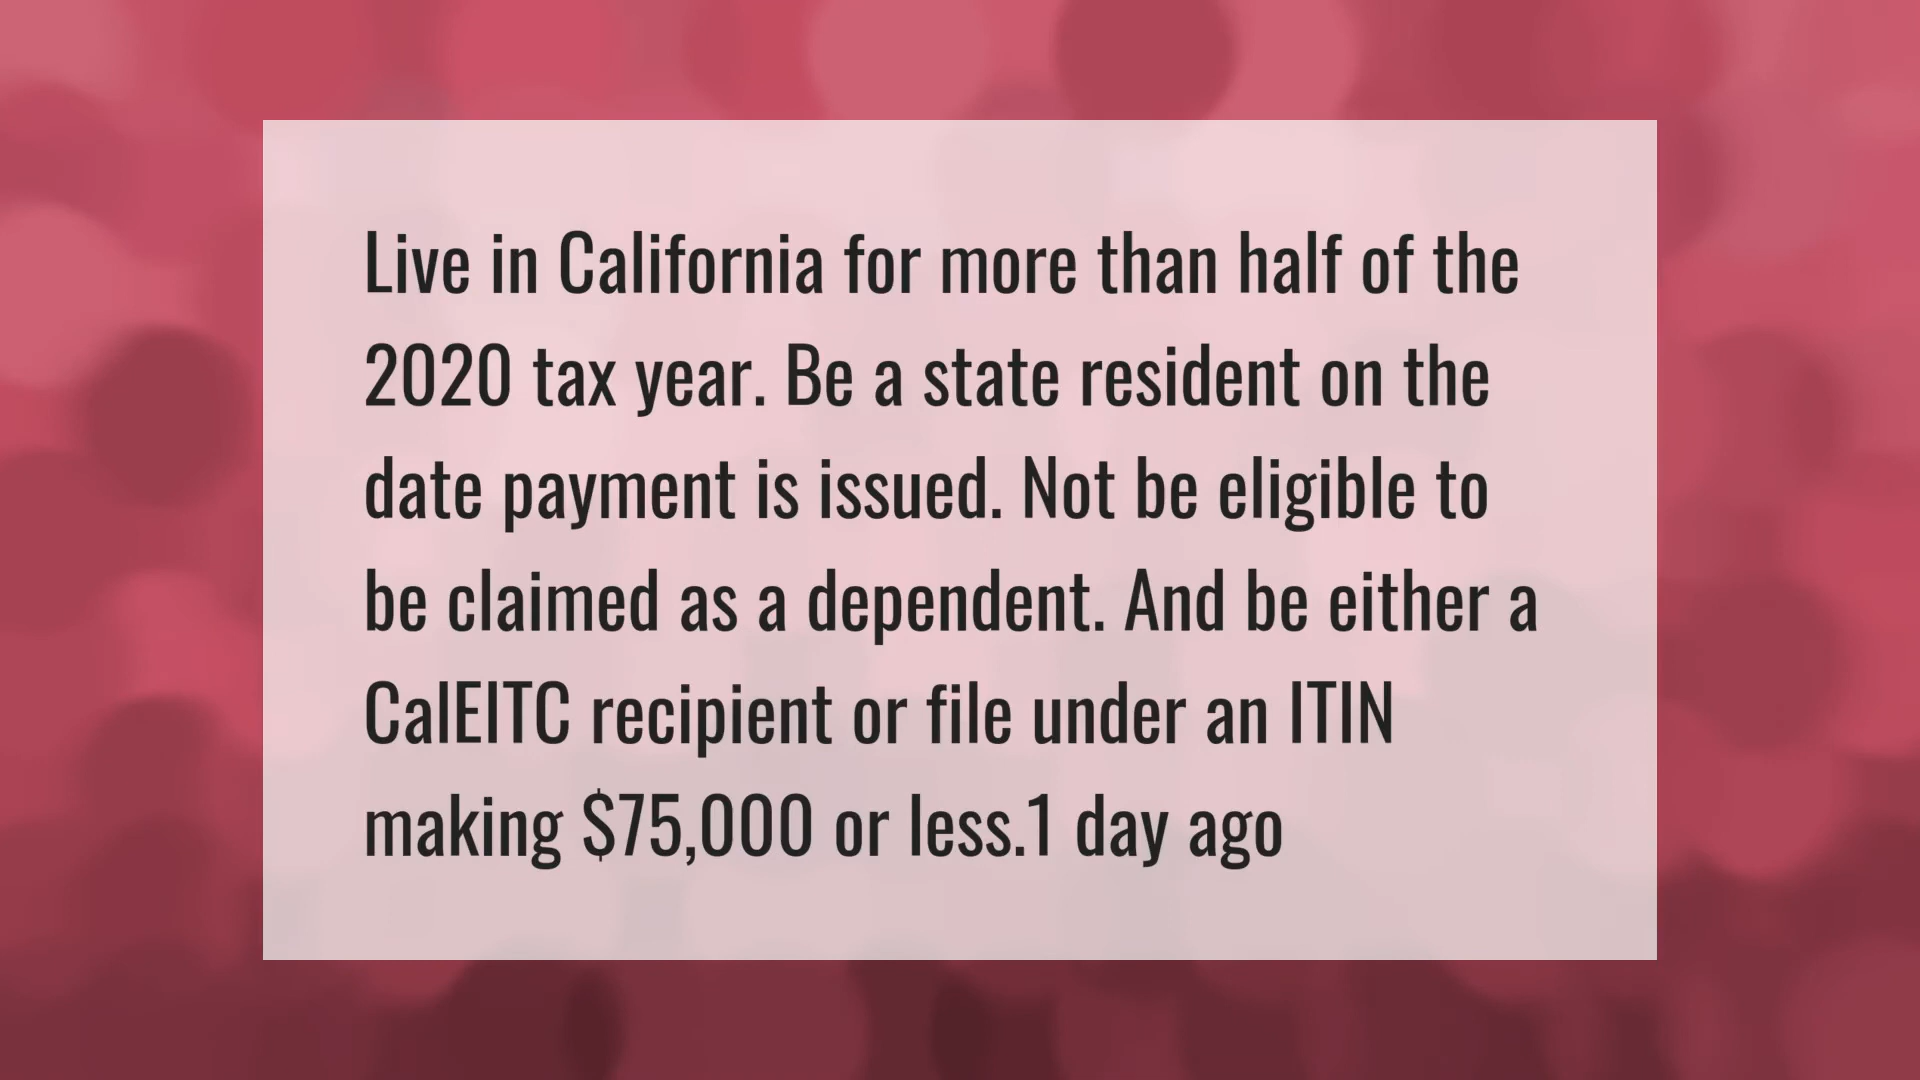 Live in California for more than half of the
2020 tax year. Be a state resident on the
date payment is issued. Not be eligible to
be claimed as a dependent. And be either a
CalEITC recipient or file under an ITIN
making $75,000 or less.1 day ago